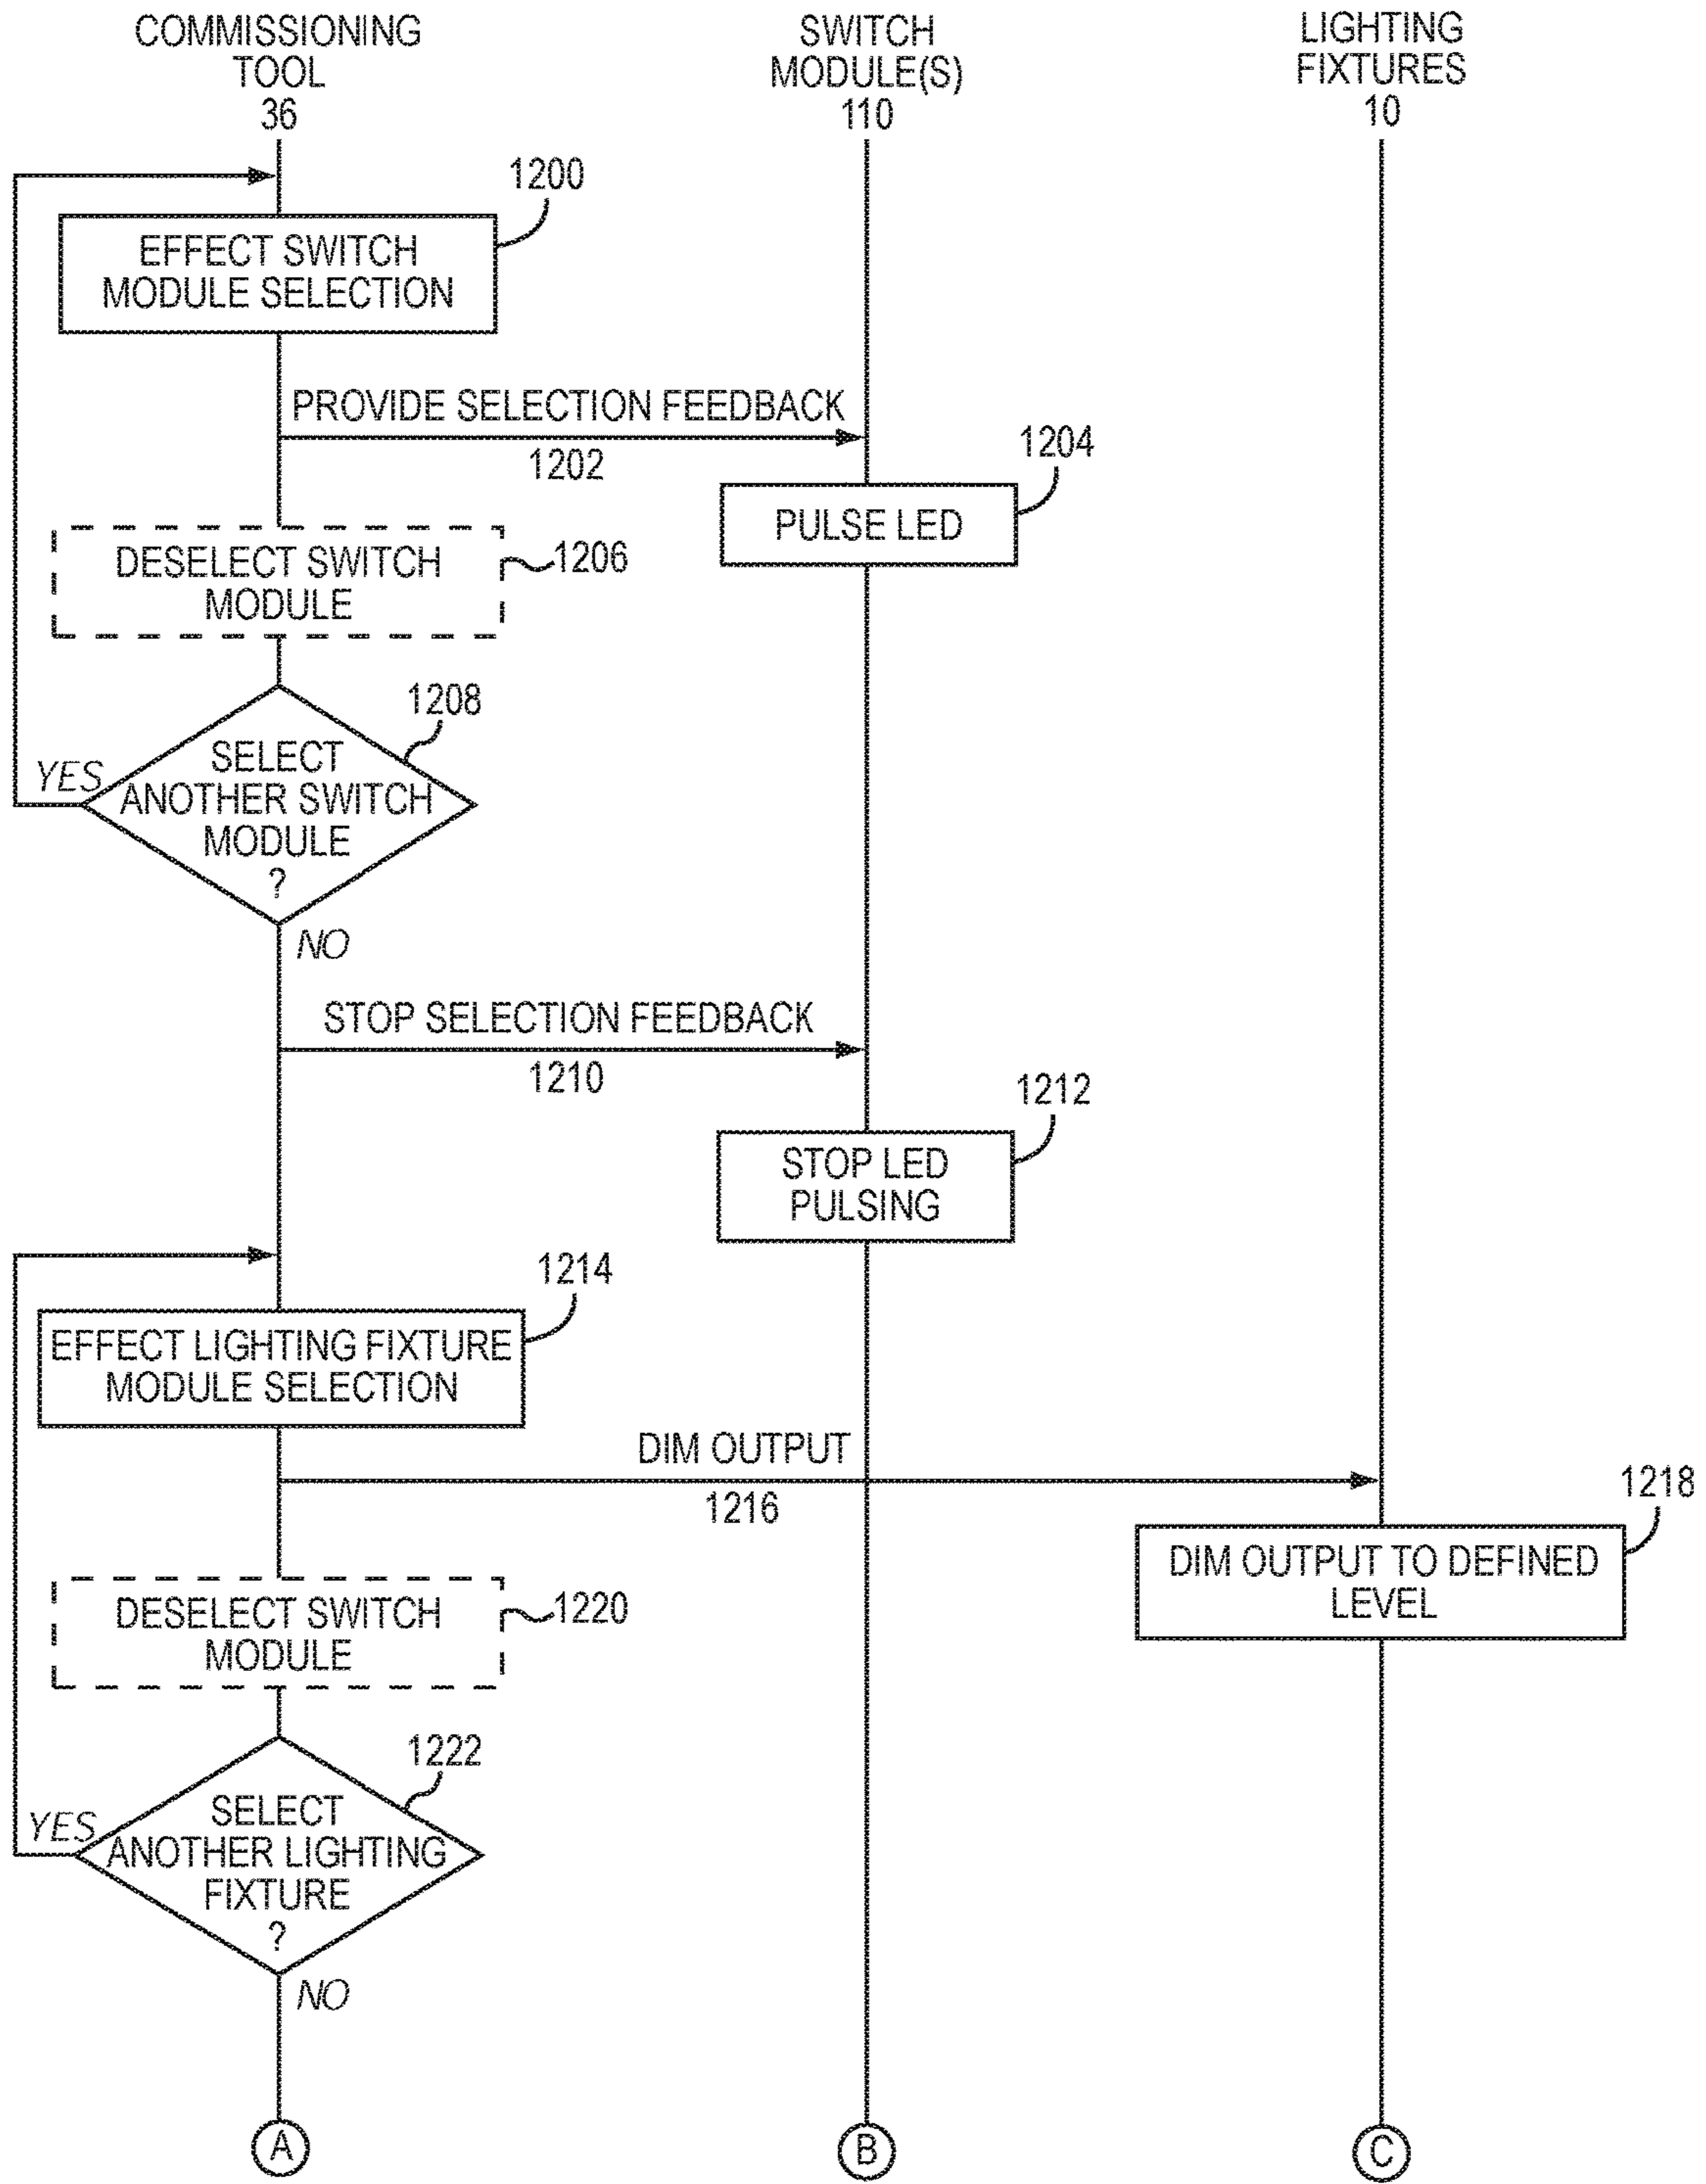 COMMISSIONING
TOOL
36
SWITCH
MODULE(S)
110
LIGHTING
FIXTURES
10
1200
EFFECT SWITCH
MODULE SELECTION
PROVIDE SELECTION FEEDBACK
1202
1204
PULSE LED
DESELECT SWITCH
MODULE
1206
1208
SELECT
ANOTHER SWITCH
MODULE
?
YES
NO
STOP SELECTION FEEDBACK
1210
1212
STOP LED
PULSING
1214
EFFECT LIGHTING FIXTURE
MODULE SELECTION
DIM OUTPUT
1216
1218
DIM OUTPUT TO DEFINED
LEVEL
DESELECT SWITCH
MODULE
1220
1222
SELECT
ANOTHER LIGHTING
FIXTURE
?
YES
NO
A
B
C